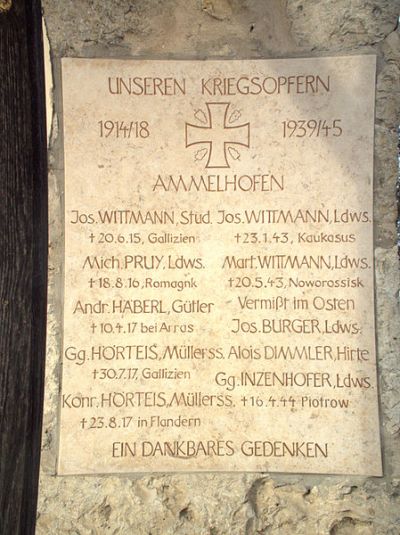 UNSEREN KRIEGSOPFERN
1914/18 1939/45
AMMELHOFEN
Jos. WITTMANN, Stud. Jos. WITTMANN, Ldws.
†20.6.15, Gallizien †23.1.43, Kaukasus
Mich. PRUY, Ldws. Mart. WITTMANN, Ldws.
†18.8.16, Romagnk †20.5.43, Noworossisk
Andr. HÄBERL, Gütler Vermißt im Osten
†10.4.17 bei Arras Jos. BURGER, Ldws.
Gg. HÖRTEIS, Müllerss. Alois DIMMLER, Hirte
†30.7.17, Gallizien Gg. INZENHOFER, Ldws.
Konr. HÖRTEIS, Müllerss. †16.4.44 Piotrow
†23.8.17 in Flandern
EIN DANKBARES GEDENKEN